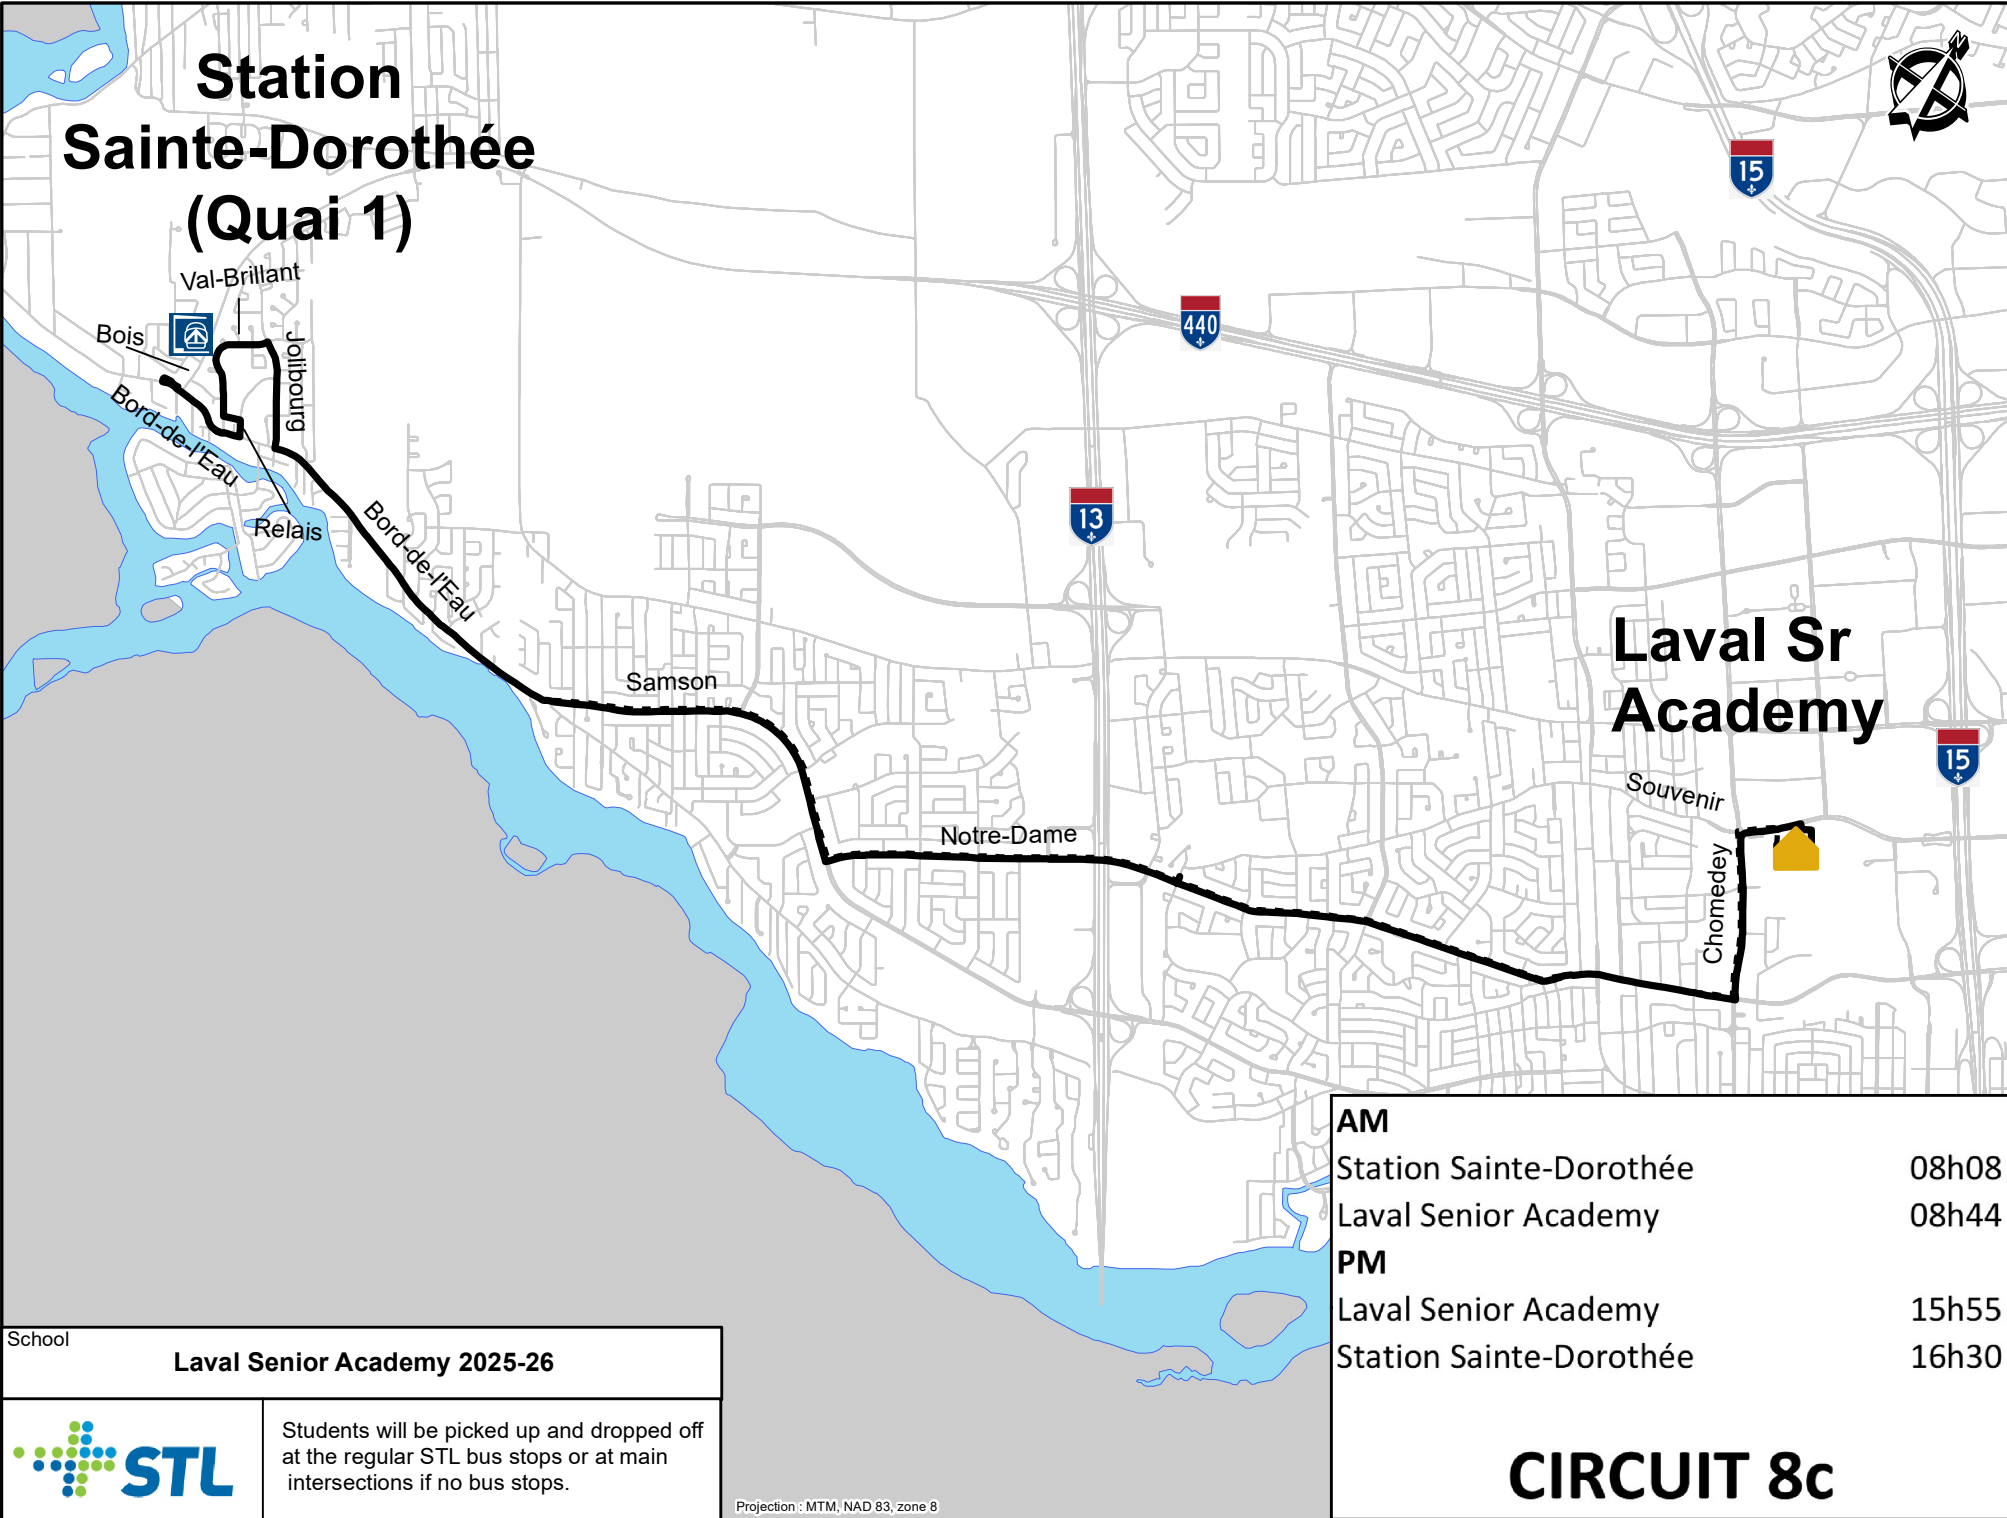 Station
Sainte-Dorothée
(Quai 1)
N
15
Val-Brillant
440
Bois
Jolibourg
Bord-de-l'Eau
Relais
13
Bord-de-l'Eau
Laval Sr
Academy
Samson
15
Souvenir
Notre-Dame
Chomedey
AM
Station Sainte-Dorothée 08h08
Laval Senior Academy 08h44
PM
Laval Senior Academy 15h55
Station Sainte-Dorothée 16h30
CIRCUIT 8c
School
Laval Senior Academy 2025-26
STL
Students will be picked up and dropped off
at the regular STL bus stops or at main
intersections if no bus stops.
Projection : MTM, NAD 83, zone 8